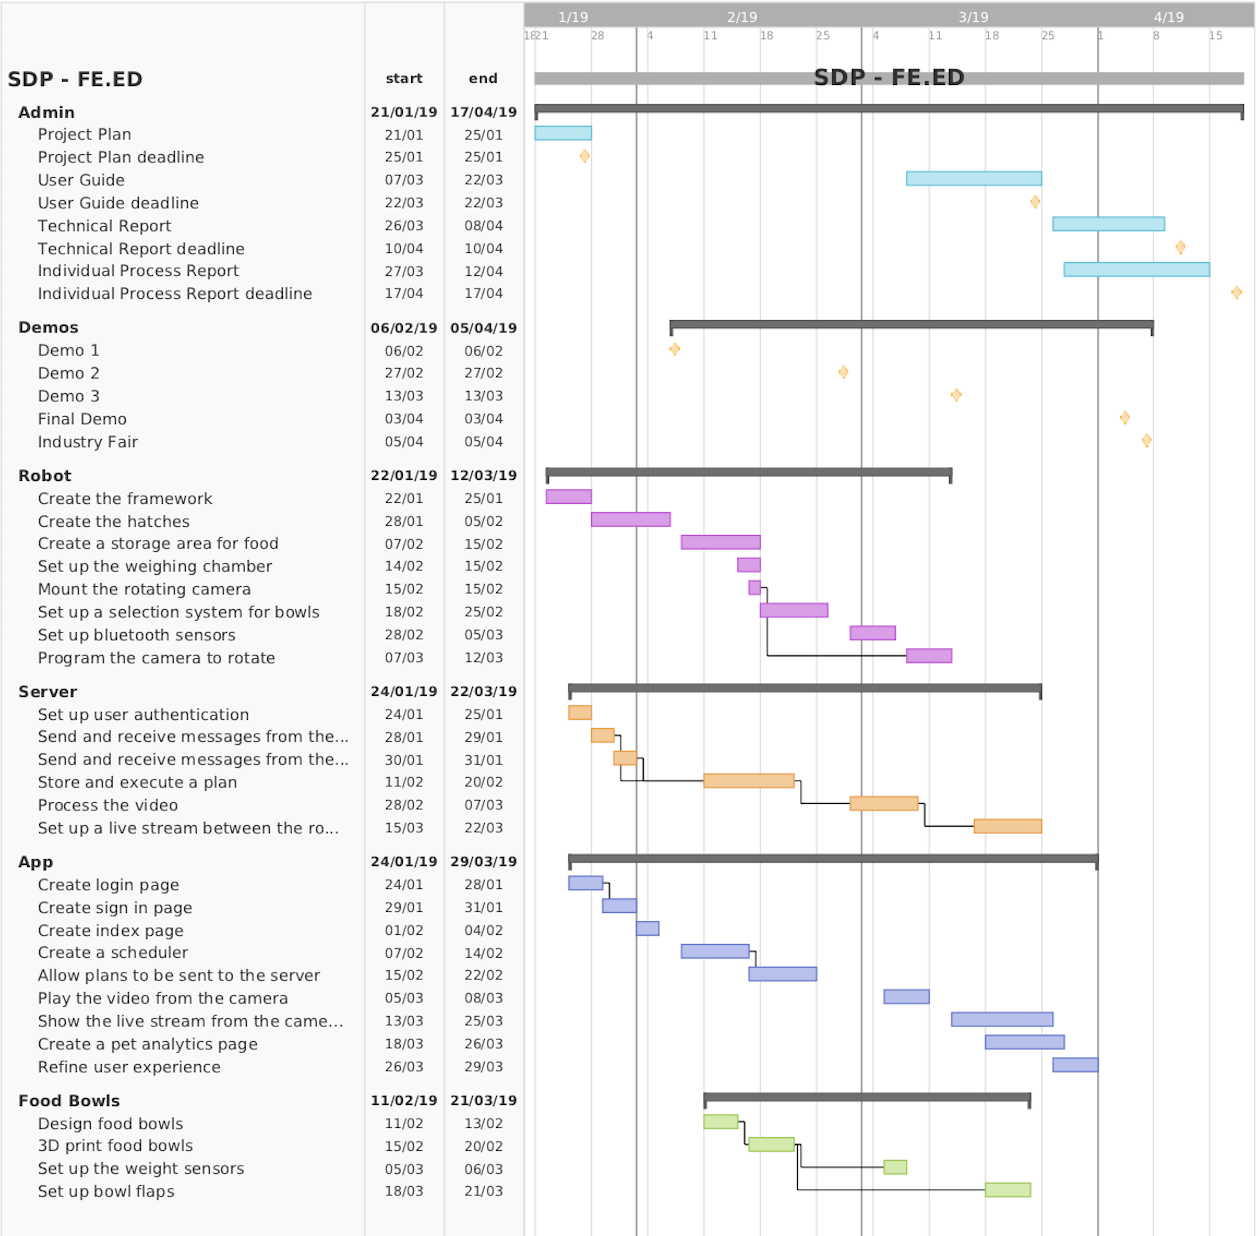 1/19 2/19 3/19 4/19
18 21 28 4 11 18 25 4 11 18 25 1 8 15
SDP - FE.ED start end SDP - FE.ED
Admin 21/01/19 17/04/19
Project Plan 21/01 25/01
Project Plan deadline 25/01 25/01
User Guide 07/03 22/03
User Guide deadline 22/03 22/03
Technical Report 26/03 08/04
Technical Report deadline 10/04 10/04
Individual Process Report 27/03 12/04
Individual Process Report deadline 17/04 17/04
Demos 06/02/19 05/04/19
Demo 1 06/02 06/02
Demo 2 27/02 27/02
Demo 3 13/03 13/03
Final Demo 03/04 03/04
Industry Fair 05/04 05/04
Robot 22/01/19 12/03/19
Create the framework 22/01 25/01
Create the hatches 28/01 05/02
Create a storage area for food 07/02 15/02
Set up the weighing chamber 14/02 15/02
Mount the rotating camera 15/02 15/02
Set up a selection system for bowls 18/02 25/02
Set up bluetooth sensors 28/02 05/03
Program the camera to rotate 07/03 12/03
Server 24/01/19 22/03/19
Set up user authentication 24/01 25/01
Send and receive messages from the... 28/01 29/01
Send and receive messages from the... 30/01 31/01
Store and execute a plan 11/02 20/02
Process the video 28/02 07/03
Set up a live stream between the ro... 15/03 22/03
App 24/01/19 29/03/19
Create login page 24/01 28/01
Create sign in page 29/01 31/01
Create index page 01/02 04/02
Create a scheduler 07/02 14/02
Allow plans to be sent to the server 15/02 22/02
Play the video from the camera 05/03 08/03
Show the live stream from the came... 13/03 25/03
Create a pet analytics page 18/03 26/03
Refine user experience 26/03 29/03
Food Bowls 11/02/19 21/03/19
Design food bowls 11/02 13/02
3D print food bowls 15/02 20/02
Set up the weight sensors 05/03 06/03
Set up bowl flaps 18/03 21/03